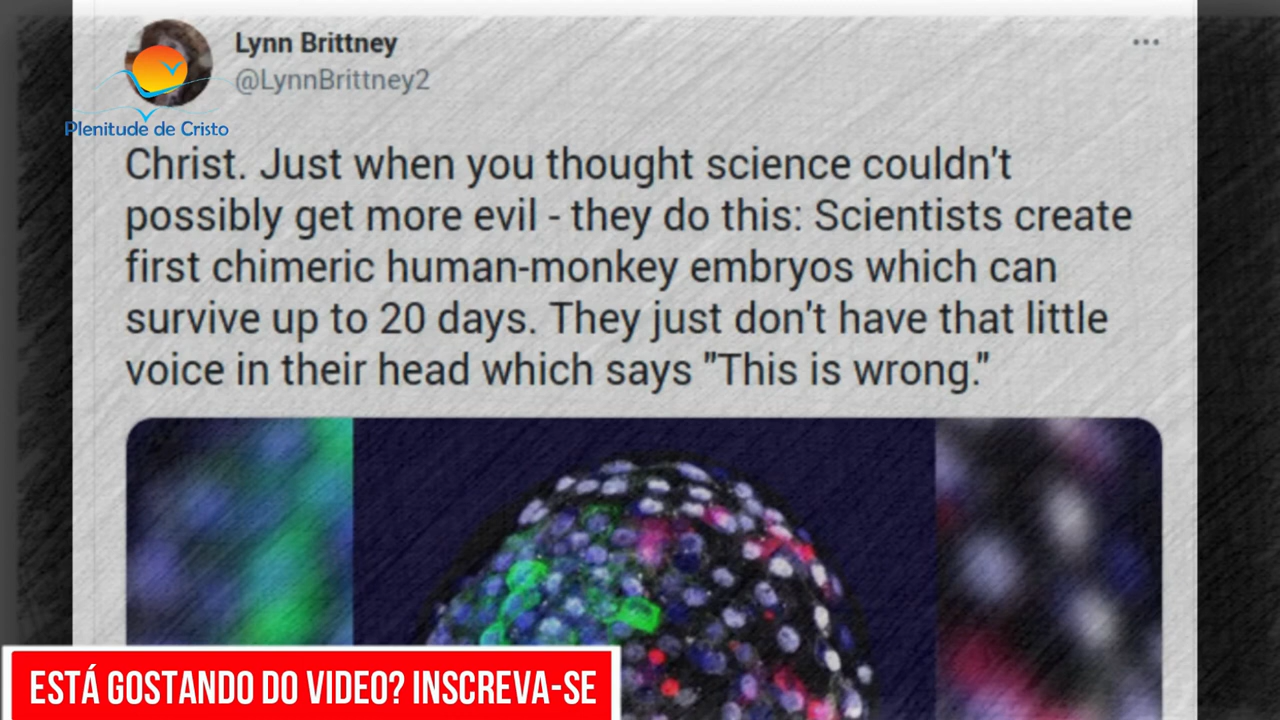 Lynn Brittney
@LynnBrittney2
Plenitude de Cristo
Christ. Just when you thought science couldn't
possibly get more evil - they do this: Scientists create
first chimeric human-monkey embryos which can
survive up to 20 days. They just don't have that little
voice in their head which says "This is wrong."
ESTÁ GOSTANDO DO VIDEO? INSCREVA-SE